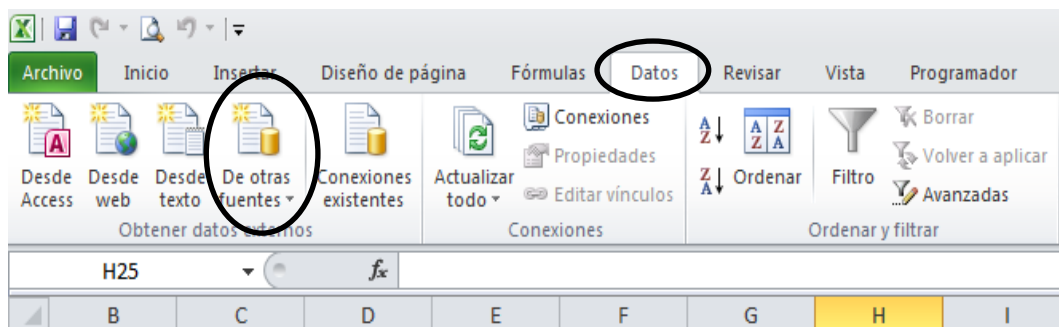 Archivo Inicio Insertar Diseño de página Fórmulas Datos Revisar Vista Programador
Desde Access
Desde web
Desde texto
De otras fuentes
Conexiones existentes
Obtener datos externos
Actualizar todo
Conexiones
Propiedades
Editar vínculos
Conexiones
A Z
Z A
A Z
Z A
Ordenar
Filtro
Borrar
Volver a aplicar
Avanzadas
Ordenar y filtrar
H25 fx
B C D E F G H I